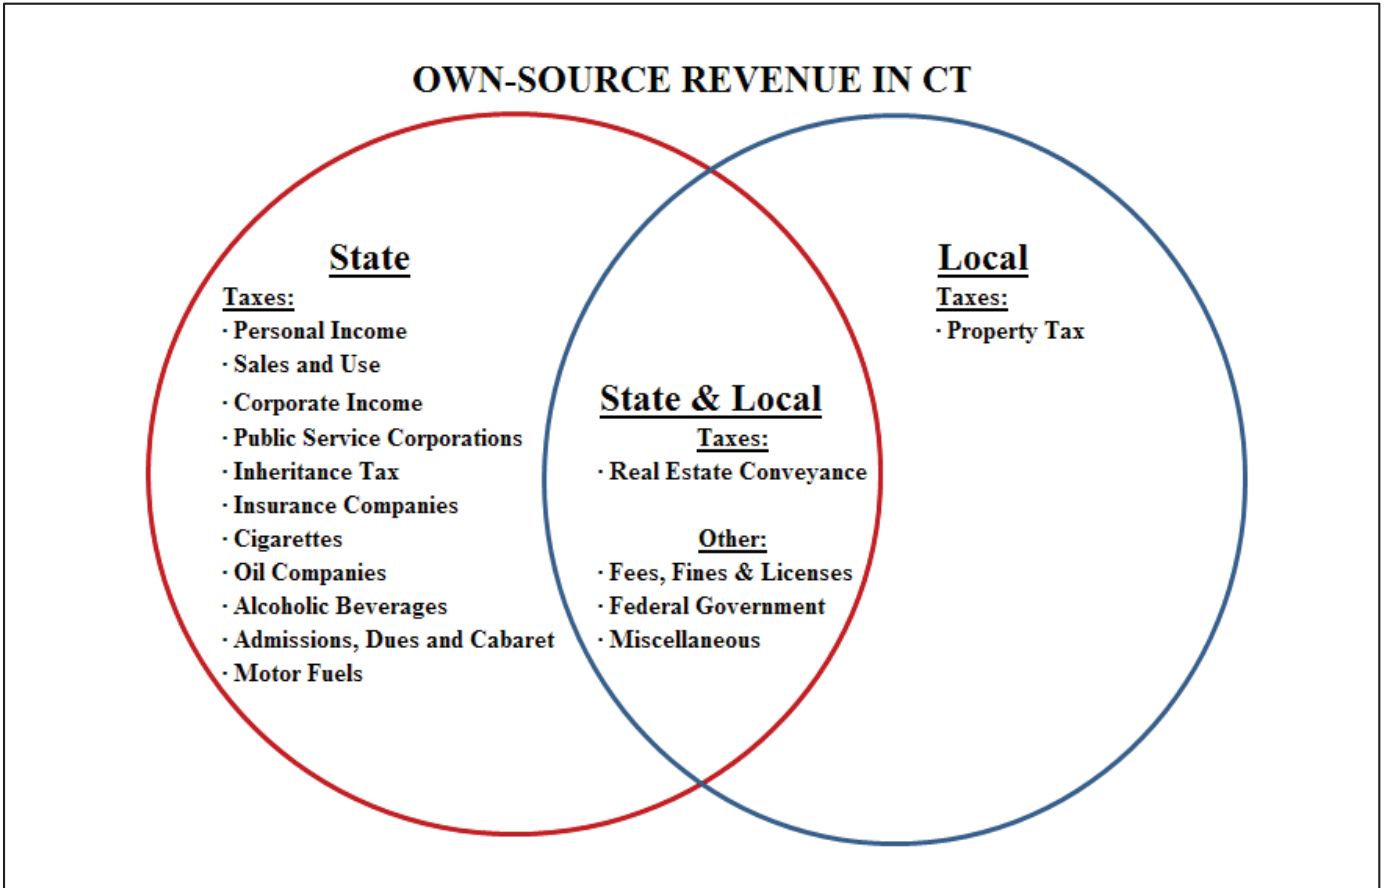 OWN-SOURCE REVENUE IN CT
State
Taxes:
· Personal Income
· Sales and Use
· Corporate Income
· Public Service Corporations
· Inheritance Tax
· Insurance Companies
· Cigarettes
· Oil Companies
· Alcoholic Beverages
· Admissions, Dues and Cabaret
· Motor Fuels
State & Local
Taxes:
· Real Estate Conveyance
Other:
· Fees, Fines & Licenses
· Federal Government
· Miscellaneous
Local
Taxes:
· Property Tax